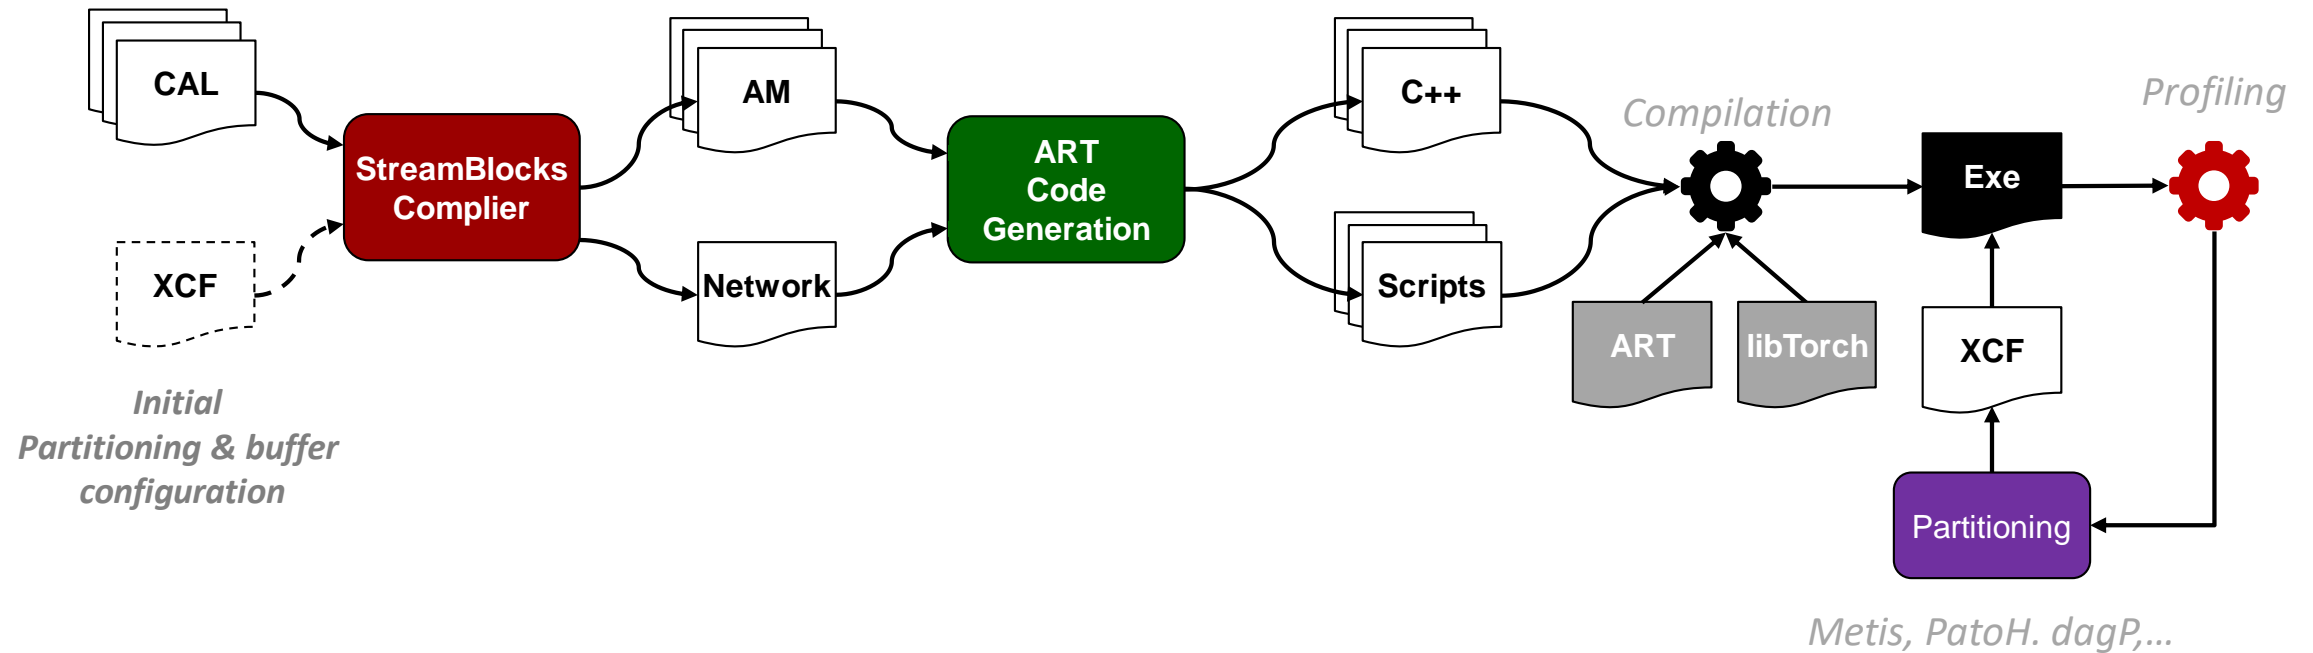 CAL
XCF
Initial
Partitioning & buffer
configuration
StreamBlocks
Complier
AM
Network
ART
Code
Generation
C++
Scripts
Compilation
ART
libTorch
Exe
XCF
Profiling
Partitioning
Metis, PatoH. dagP,...